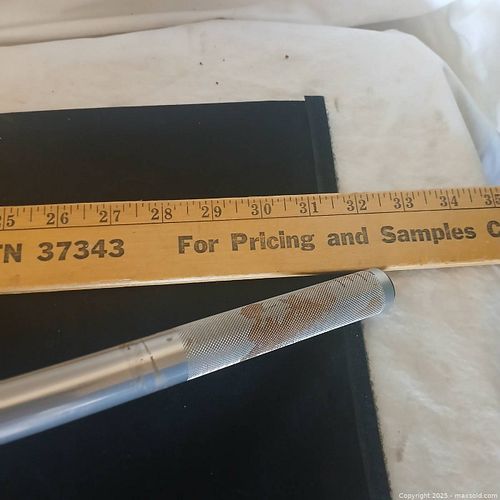 25 26 27 28 29 30 31 32 33 34 35
TN 37343 For Pricing and Samples C
Copyright 2025 - maxsold.com